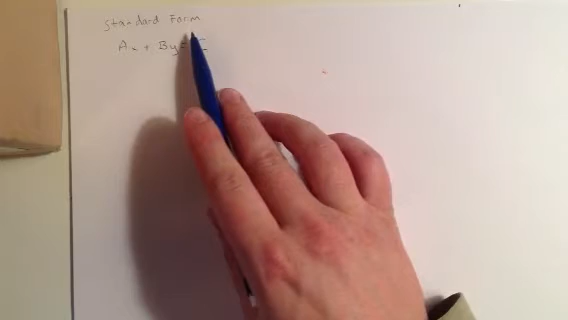 Standard Form
Ax + By = C